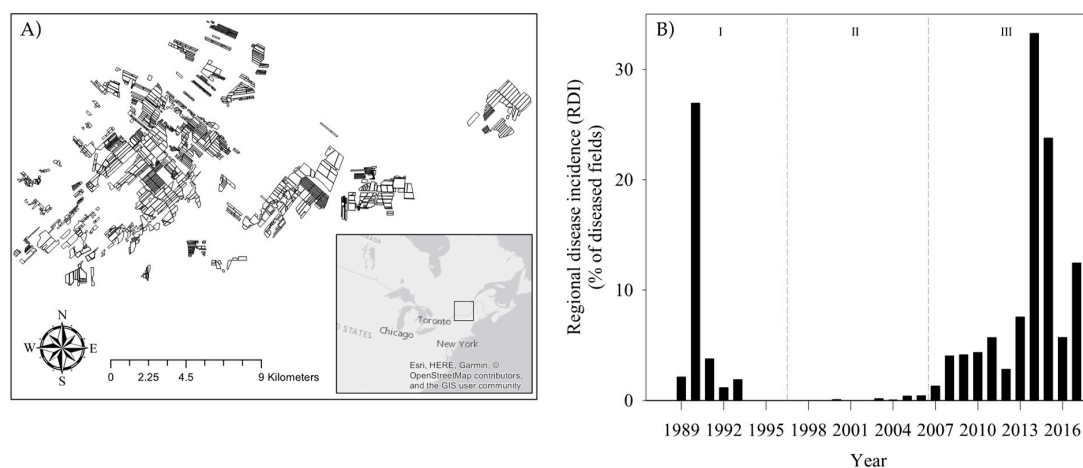 A)
N
W
E
S
0 2.25 4.5 9 Kilometers
Toronto
D STATES
Chicago
New York
Esri, HERE, Garmin, ©
OpenStreetMap contributors,
and the GIS user community
B)
I II III
Regional disease incidence (RDI)
(% of diseased fields)
30
20
10
0
1989 1992 1995 1998 2001 2004 2007 2010 2013 2016
Year